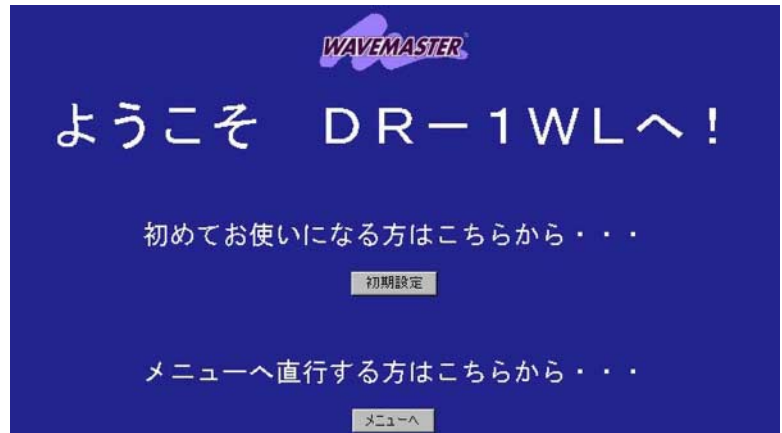 WAVEMASTER
ようこそ　ＤＲ－１ＷＬへ！
初めてお使いになる方はこちらから・・・
初期設定
メニューへ直行する方はこちらから・・・
メニューへ